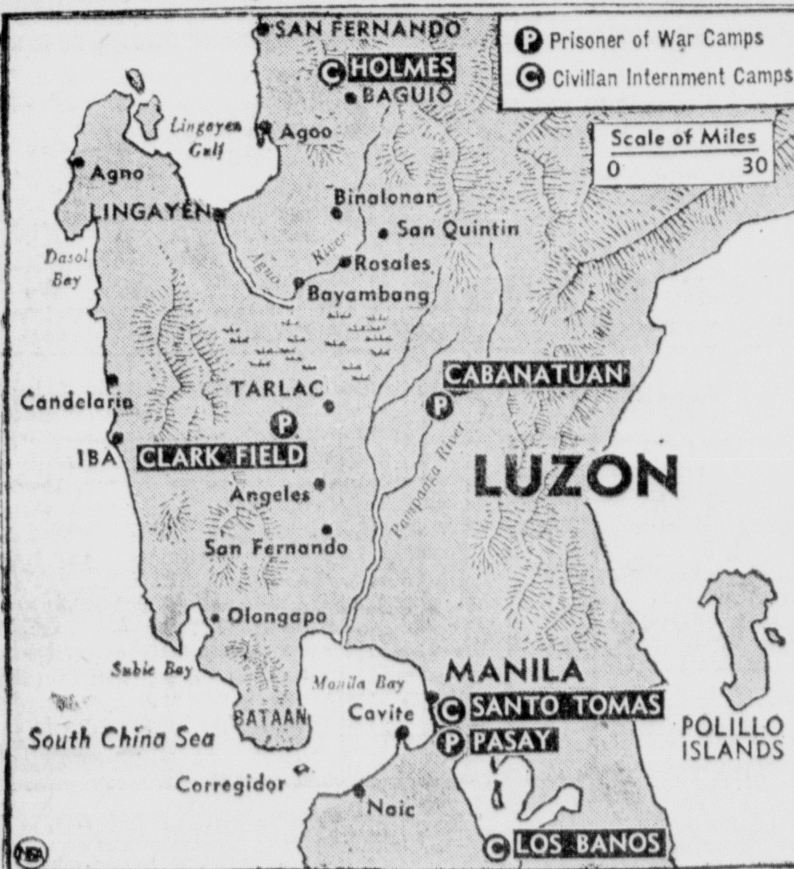 SAN FERNANDO
P Prisoner of War Camps
C Civilian Internment Camps
C HOLMES
BAGUIO
Lingayen
Gulf
Agoo
Scale of Miles
0 30
Agno
LINGAYEN
Binalonan
San Quintin
Dasol
Bay
Agno River
Rosales
Bayambang
CABANATUAN
P
Candelaria
TARLAC
P
IBA
CLARK FIELD
LUZON
Angeles
Pampanga River
San Fernando
Olongapo
Subic Bay
Manila Bay
MANILA
C SANTO TOMAS
BATAAN
Cavite
P PASAY
South China Sea
POLILLO
ISLANDS
Corregidor
Naic
C LOS BANOS
NEA